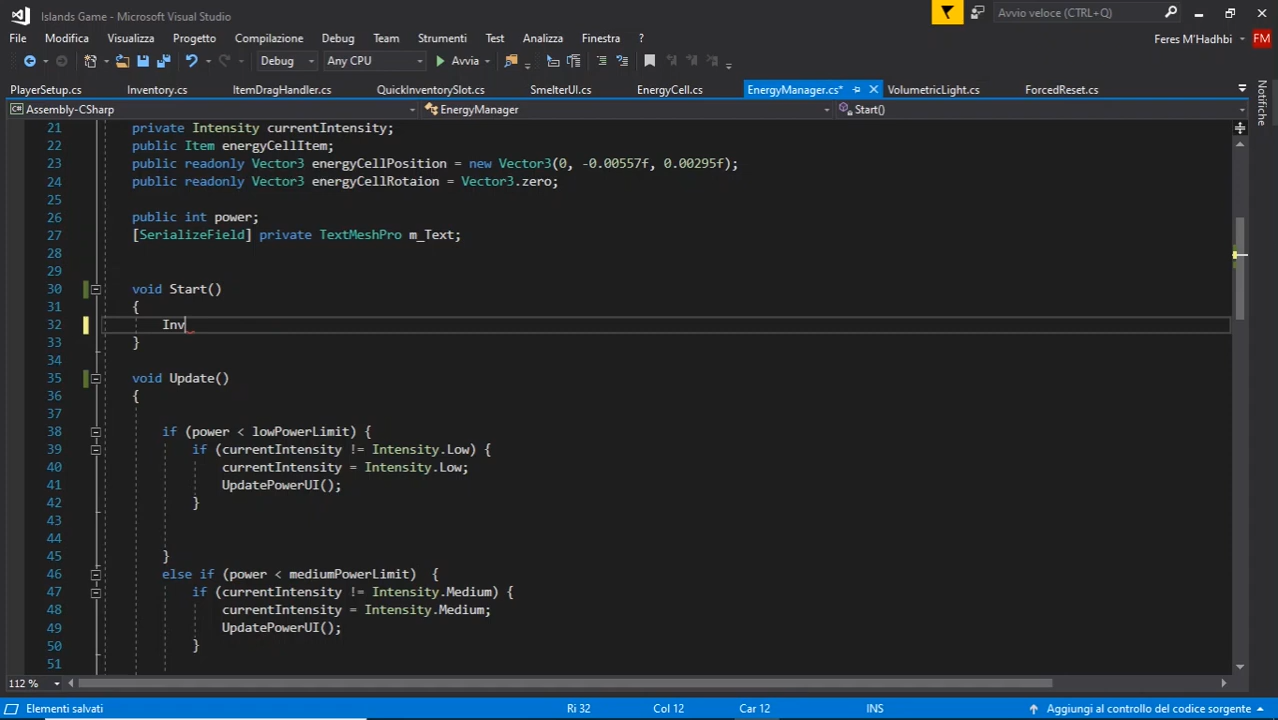 Islands Game - Microsoft Visual Studio
Avvio veloce (CTRL+Q)
File Modifica Visualizza Progetto Compilazione Debug Team Strumenti Test Analizza Finestra ?
Feres M'Hadhbi FM
Debug Any CPU Avvia
PlayerSetup.cs Inventory.cs ItemDragHandler.cs QuickInventorySlot.cs SmelterUI.cs EnergyCell.cs EnergyManager.cs* VolumetricLight.cs ForcedReset.cs
Notifiche
Assembly-CSharp EnergyManager Start()
21 private Intensity currentIntensity;
22 public Item energyCellItem;
23 public readonly Vector3 energyCellPosition = new Vector3(0, -0.00557f, 0.00295f);
24 public readonly Vector3 energyCellRotaion = Vector3.zero;
25
26 public int power;
27 [SerializeField] private TextMeshPro m_Text;
28
29
30 void Start()
31 {
32 Inv
33 }
34
35 void Update()
36 {
37
38 if (power < lowPowerLimit) {
39 if (currentIntensity != Intensity.Low) {
40 currentIntensity = Intensity.Low;
41 UpdatePowerUI();
42 }
43
44
45 }
46 else if (power < mediumPowerLimit) {
47 if (currentIntensity != Intensity.Medium) {
48 currentIntensity = Intensity.Medium;
49 UpdatePowerUI();
50 }
51
112 %
Elementi salvati Ri 32 Col 12 Car 12 INS Aggiungi al controllo del codice sorgente